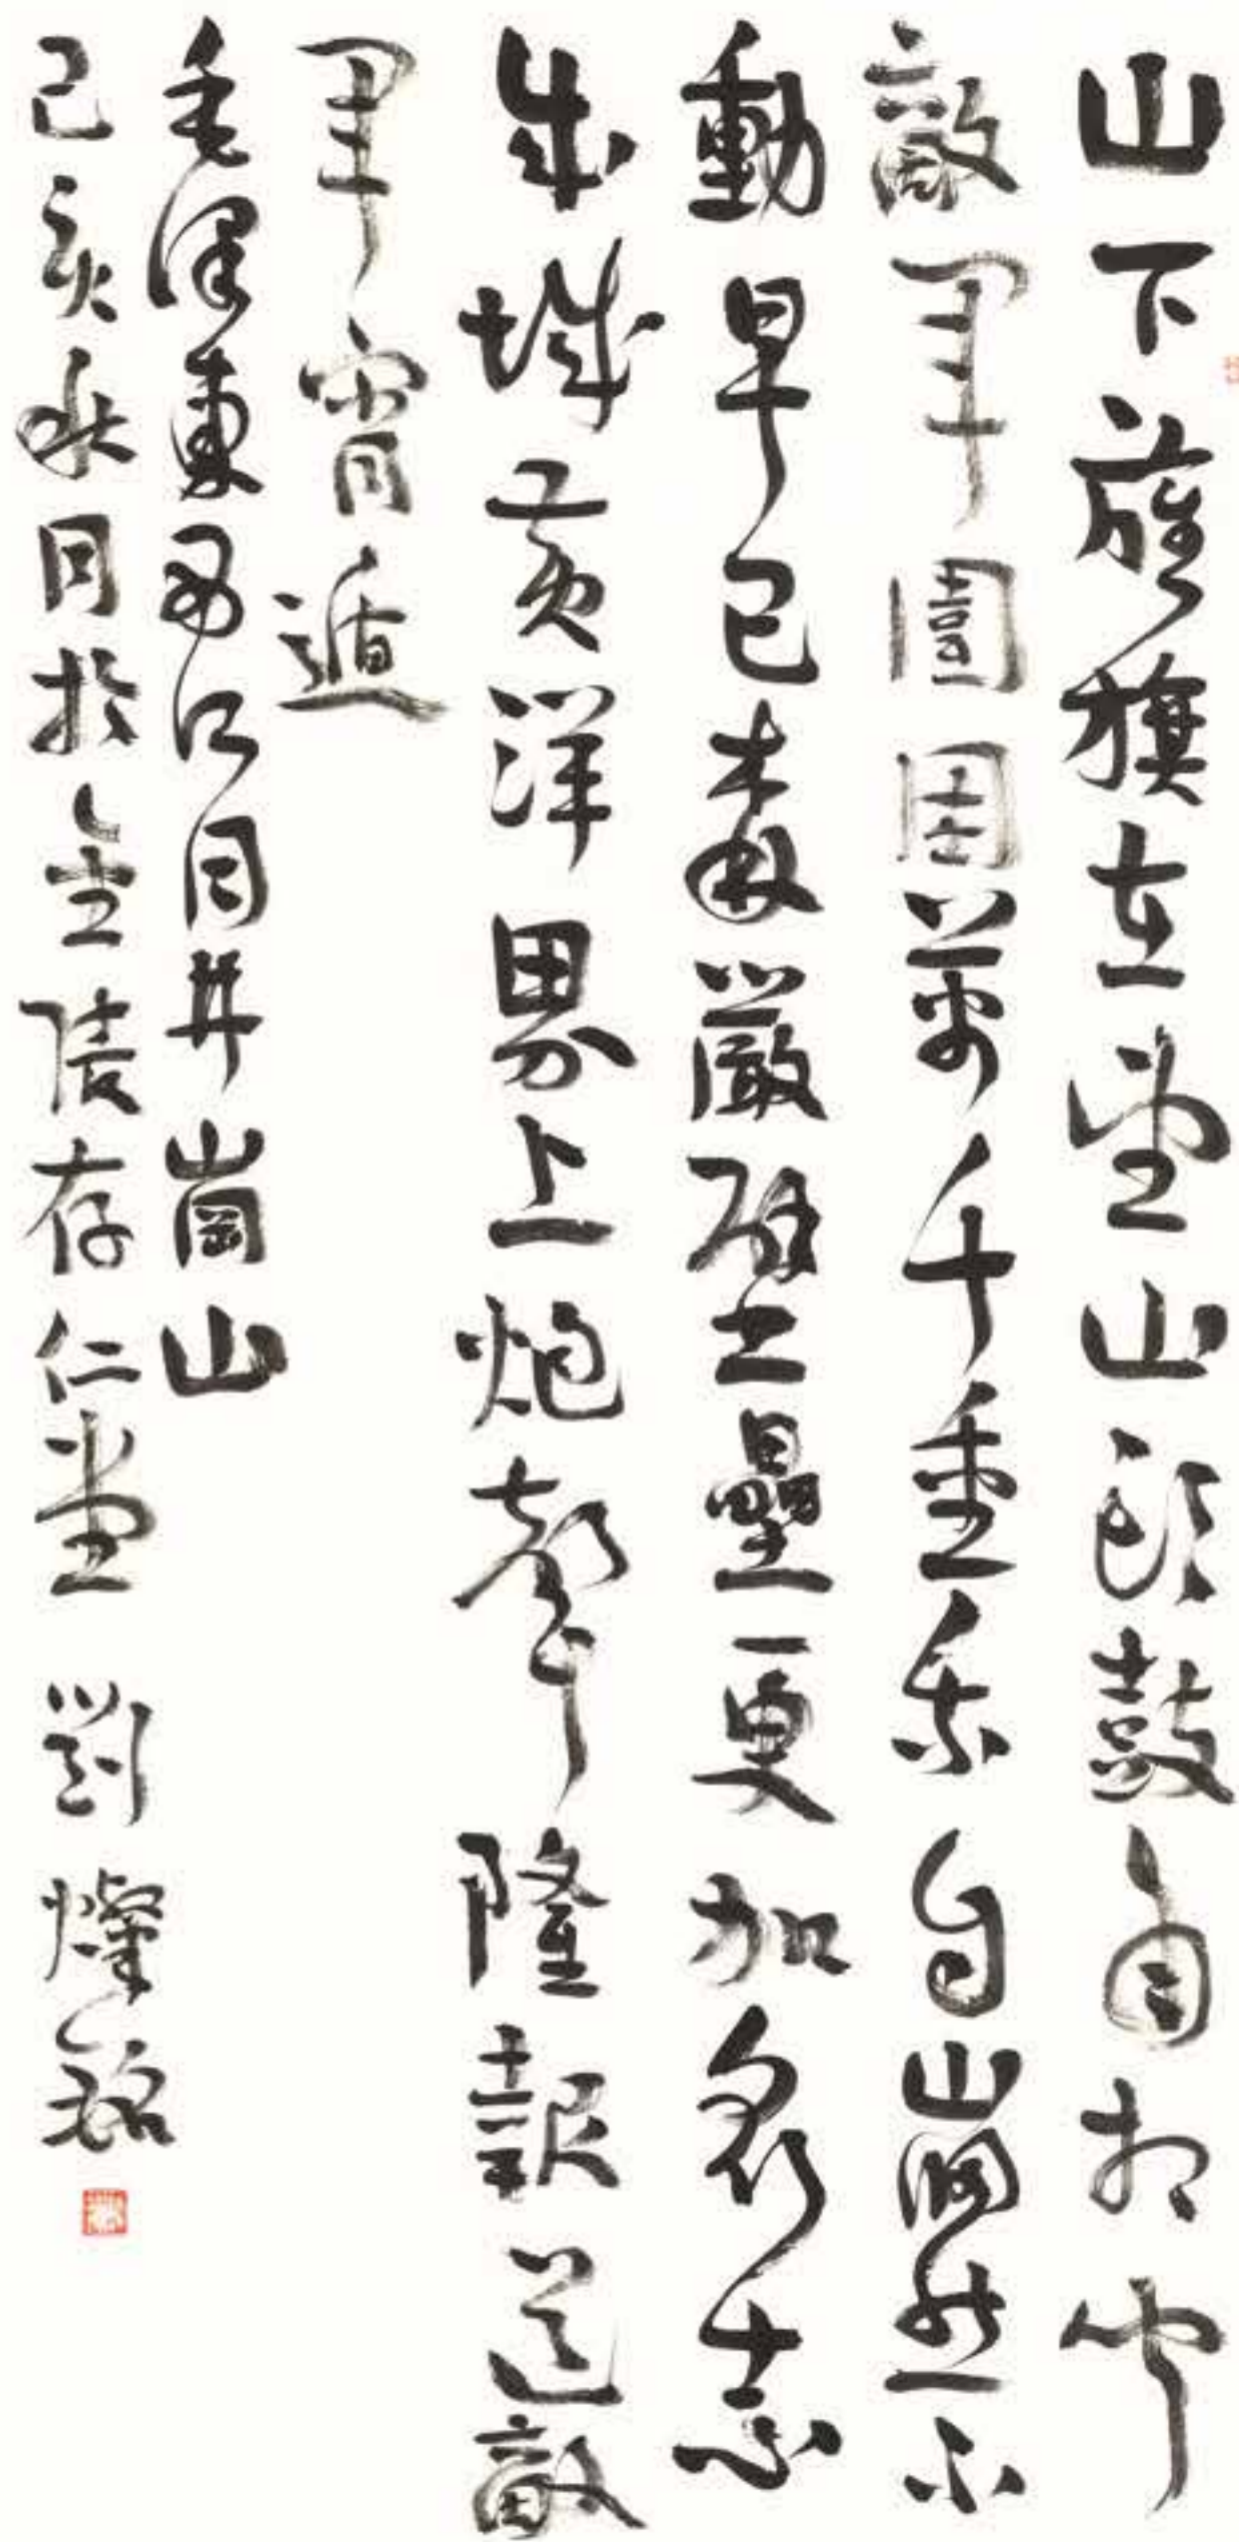 山下旌旗在望山頭鼓角相聞
敵軍圍困萬千重我自巋然不
動早已森嚴壁壘更加眾志
成城黃洋界上炮聲隆報道敵
軍宵遁
毛澤東西江月井崗山
己亥秋月於金陵存仁堂 劉燦銘